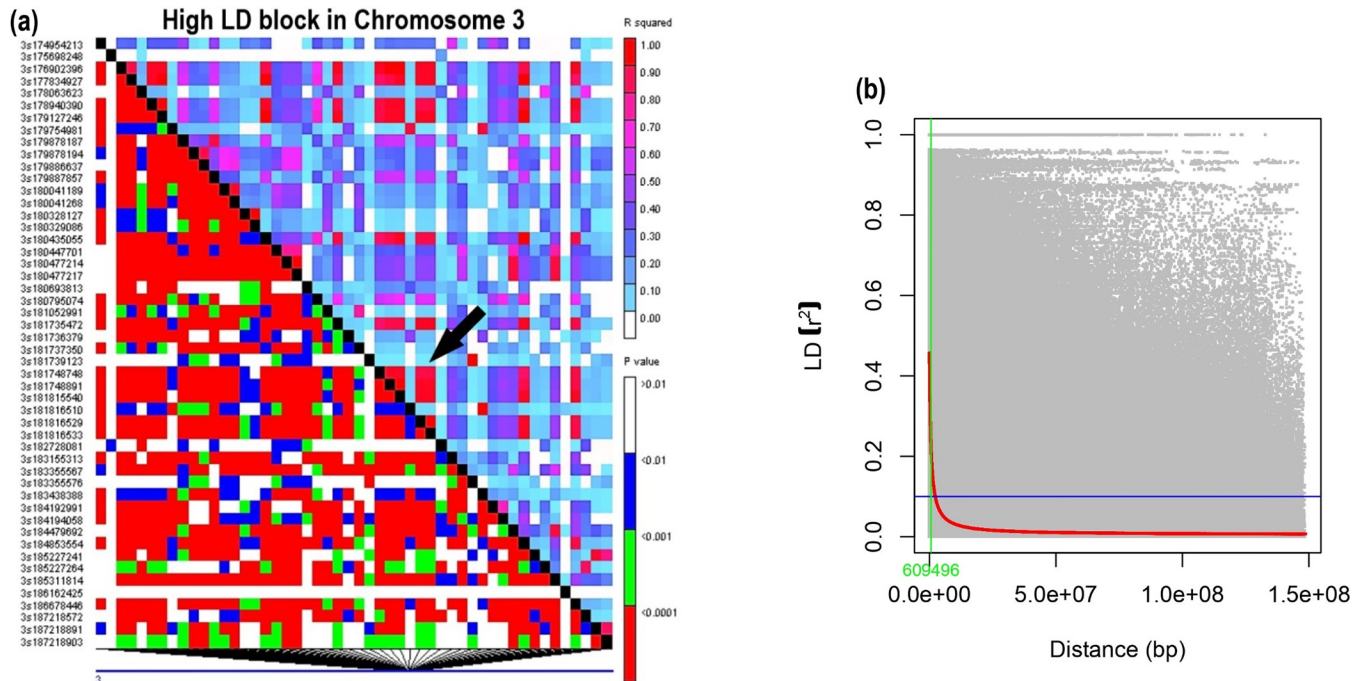 (a)
High LD block in Chromosome 3
3s174954213
3s175698248
3s176902396
3s177834927
3s178063623
3s178940390
3s179127246
3s179754981
3s179878187
3s179878194
3s179886637
3s179887857
3s180041189
3s180041268
3s180328127
3s180329086
3s180435055
3s180447701
3s180477214
3s180477217
3s180693813
3s180795074
3s181052991
3s181735472
3s181736379
3s181737350
3s181739123
3s181748748
3s181748891
3s181815540
3s181816510
3s181816529
3s181816533
3s182728081
3s183155313
3s183355567
3s183355576
3s183438388
3s184192991
3s184194058
3s184479692
3s184853554
3s185227241
3s185227264
3s185311814
3s186162425
3s186678446
3s187218572
3s187218891
3s187218903
3
R squared
1.00
0.90
0.80
0.70
0.60
0.50
0.40
0.30
0.20
0.10
0.00
P value
>0.01
<0.01
<0.001
<0.0001
(b)
LD (r²)
1.0
0.8
0.6
0.4
0.2
0.0
609496
0.0e+00 5.0e+07 1.0e+08 1.5e+08
Distance (bp)